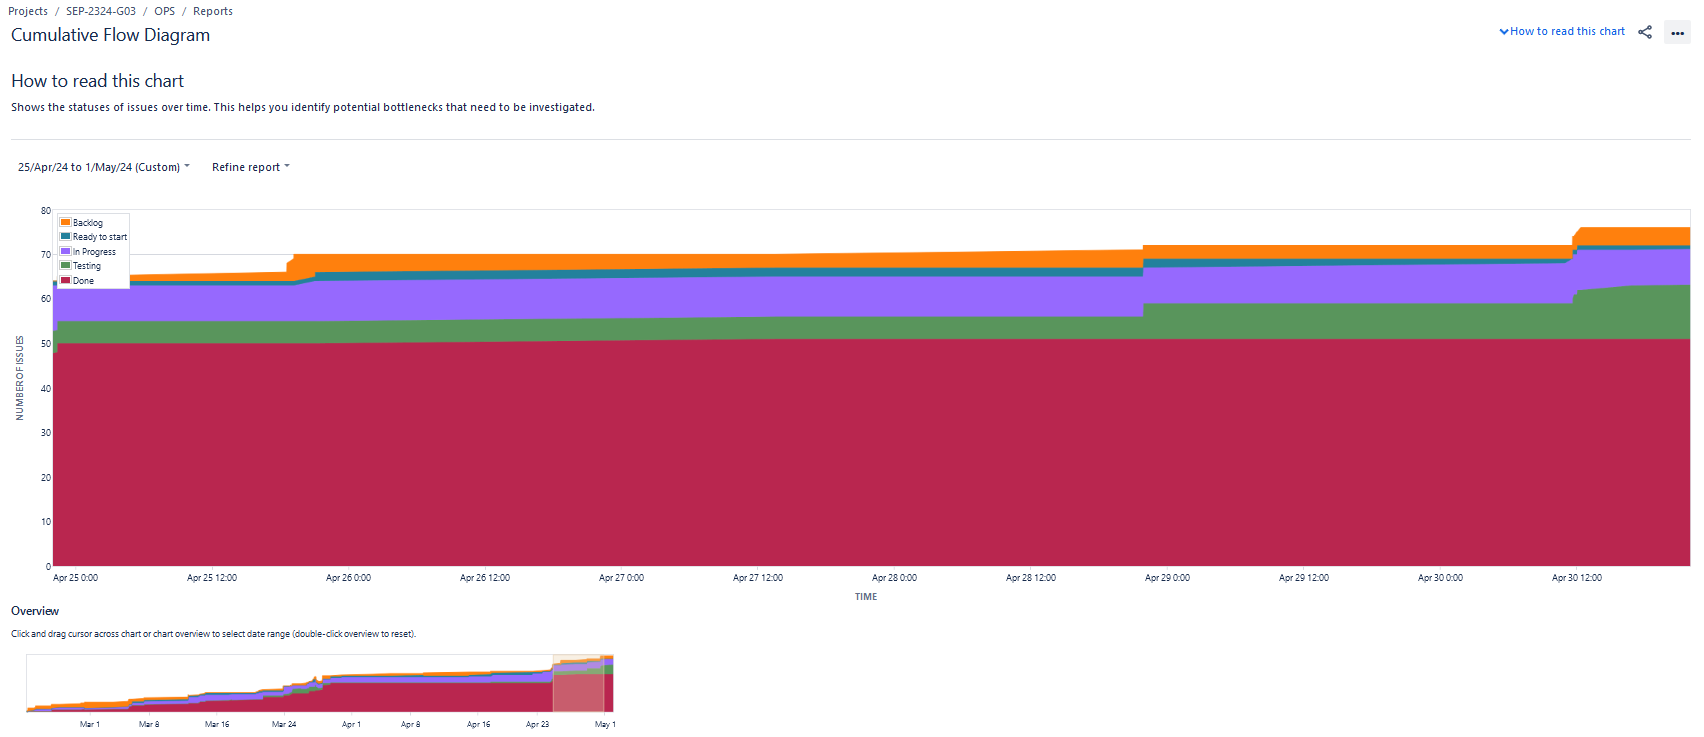 Projects / SEP-2324-G03 / OPS / Reports
Cumulative Flow Diagram
How to read this chart
How to read this chart
Shows the statuses of issues over time. This helps you identify potential bottlenecks that need to be investigated.
25/Apr/24 to 1/May/24 (Custom) Refine report
80
70
60
50
40
30
20
10
0
NUMBER OF ISSUES
Backlog
Ready to start
In Progress
Testing
Done
Apr 25 0:00 Apr 25 12:00 Apr 26 0:00 Apr 26 12:00 Apr 27 0:00 Apr 27 12:00 Apr 28 0:00 Apr 28 12:00 Apr 29 0:00 Apr 29 12:00 Apr 30 0:00 Apr 30 12:00
TIME
Overview
Click and drag cursor across chart or chart overview to select date range (double-click overview to reset).
Mar 1 Mar 8 Mar 16 Mar 24 Apr 1 Apr 8 Apr 16 Apr 23 May 1